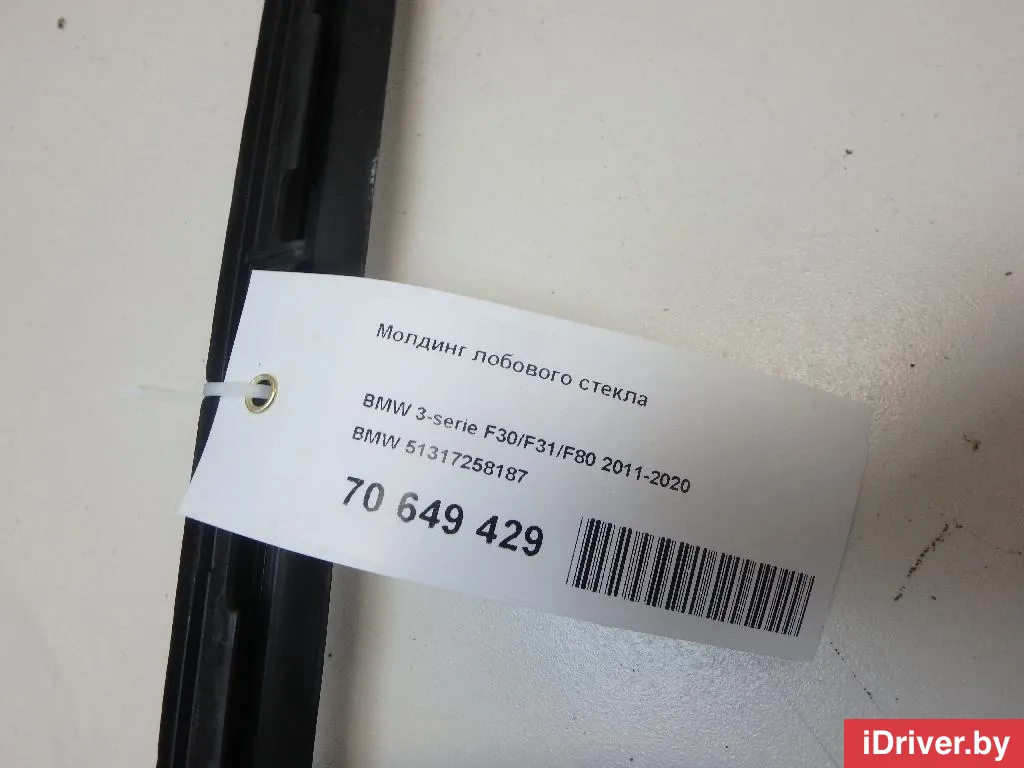 Молдинг лобового стекла
BMW 3-serie F30/F31/F80 2011-2020
BMW 51317258187
70 649 429
iDriver.by